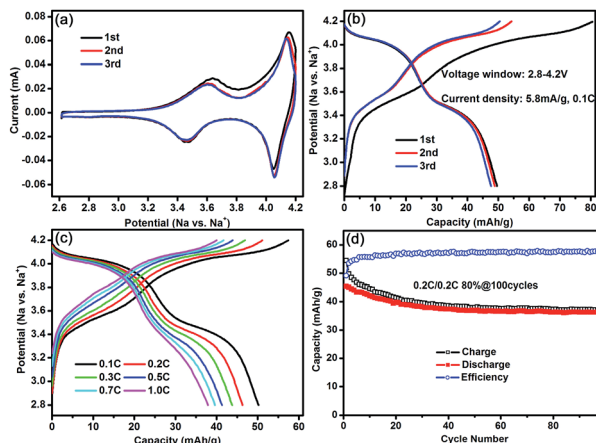 (a)
1st
2nd
3rd
0.06
0.04
0.02
0.00
-0.02
-0.04
-0.06
Current (mA)
2.6 2.8 3.0 3.2 3.4 3.6 3.8 4.0 4.2
Potential (Na vs. Na+)
(b)
4.2
4.0
3.8
3.6
3.4
3.2
3.0
2.8
Potential (Na vs. Na+)
Voltage window: 2.8-4.2V
Current density: 5.8mA/g, 0.1C
1st
2nd
3rd
0 10 20 30 40 50 60 70 80
Capacity (mAh/g)
(c)
4.2
4.0
3.8
3.6
3.4
3.2
3.0
2.8
Potential (Na vs. Na+)
0.1C 0.2C
0.3C 0.5C
0.7C 1.0C
0 10 20 30 40 50 60
Capacity (mAh/g)
(d)
60
50
40
30
20
10
0
Capacity (mAh/g)
0.2C/0.2C 80%@100cycles
Charge
Discharge
Efficiency
0 20 40 60 80 100
Cycle Number